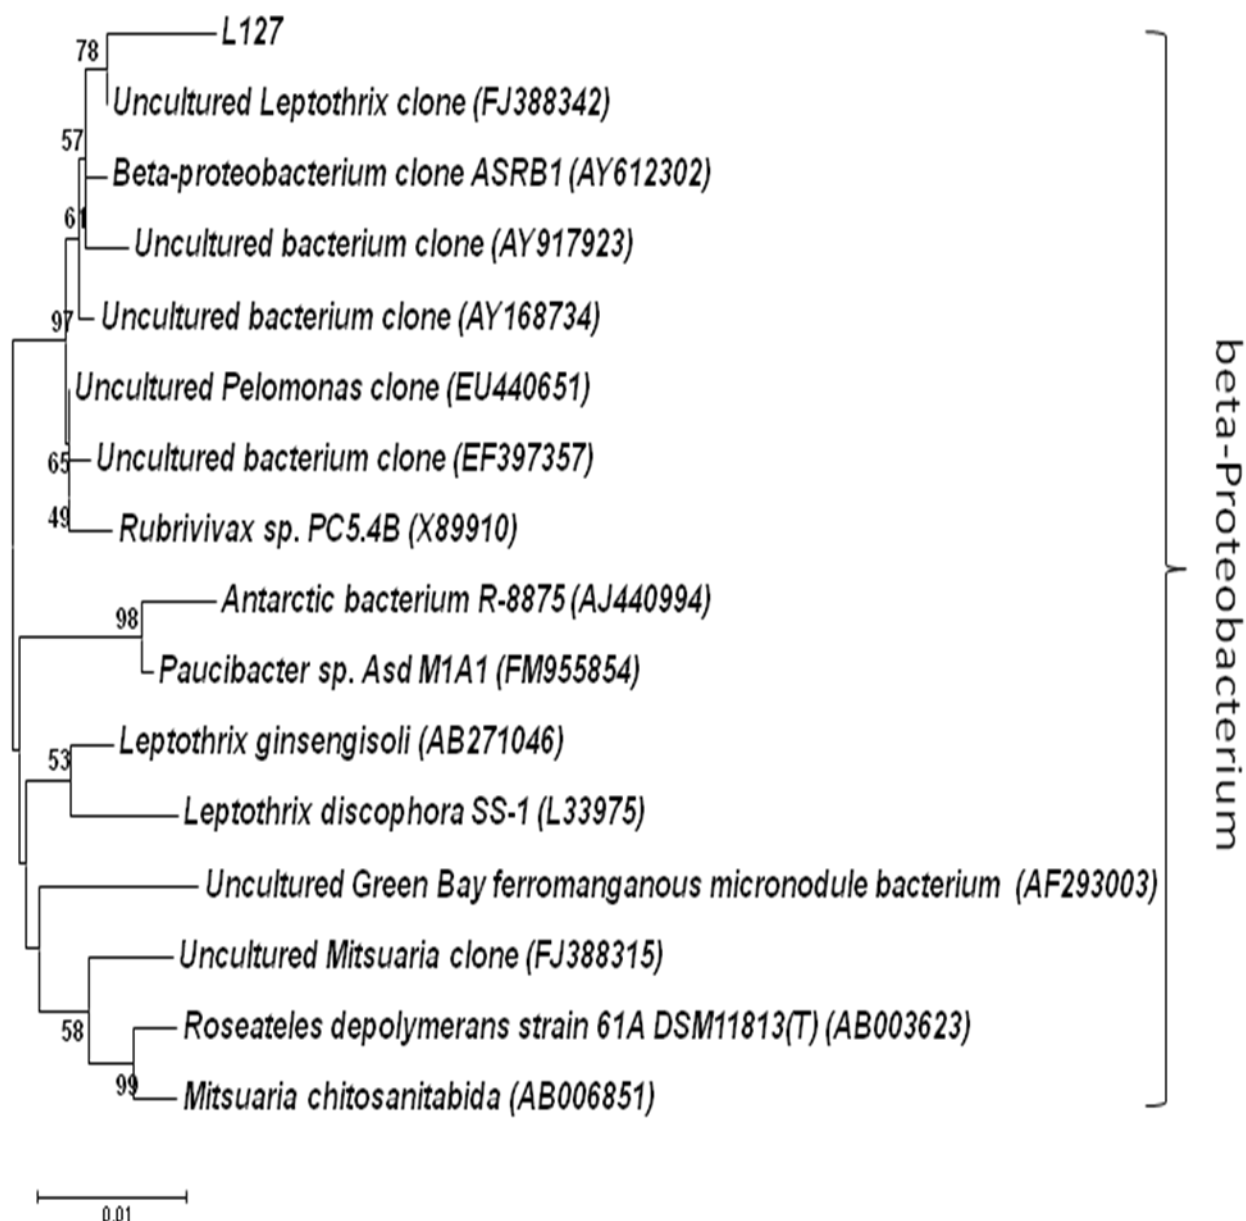 L127
78
Uncultured Leptothrix clone (FJ388342)
57
Beta-proteobacterium clone ASRB1 (AY612302)
61
Uncultured bacterium clone (AY917923)
Uncultured bacterium clone (AY168734)
97
Uncultured Pelomonas clone (EU440651)
65
Uncultured bacterium clone (EF397357)
49
Rubrivivax sp. PC5.4B (X89910)
Antarctic bacterium R-8875 (AJ440994)
98
Paucibacter sp. Asd M1A1 (FM955854)
Leptothrix ginsengisoli (AB271046)
53
Leptothrix discophora SS-1 (L33975)
Uncultured Green Bay ferromanganous micronodule bacterium (AF293003)
Uncultured Mitsuaria clone (FJ388315)
58
Roseateles depolymerans strain 61A DSM11813(T) (AB003623)
99
Mitsuaria chitosanitabida (AB006851)
beta-Proteobacterium
0.01